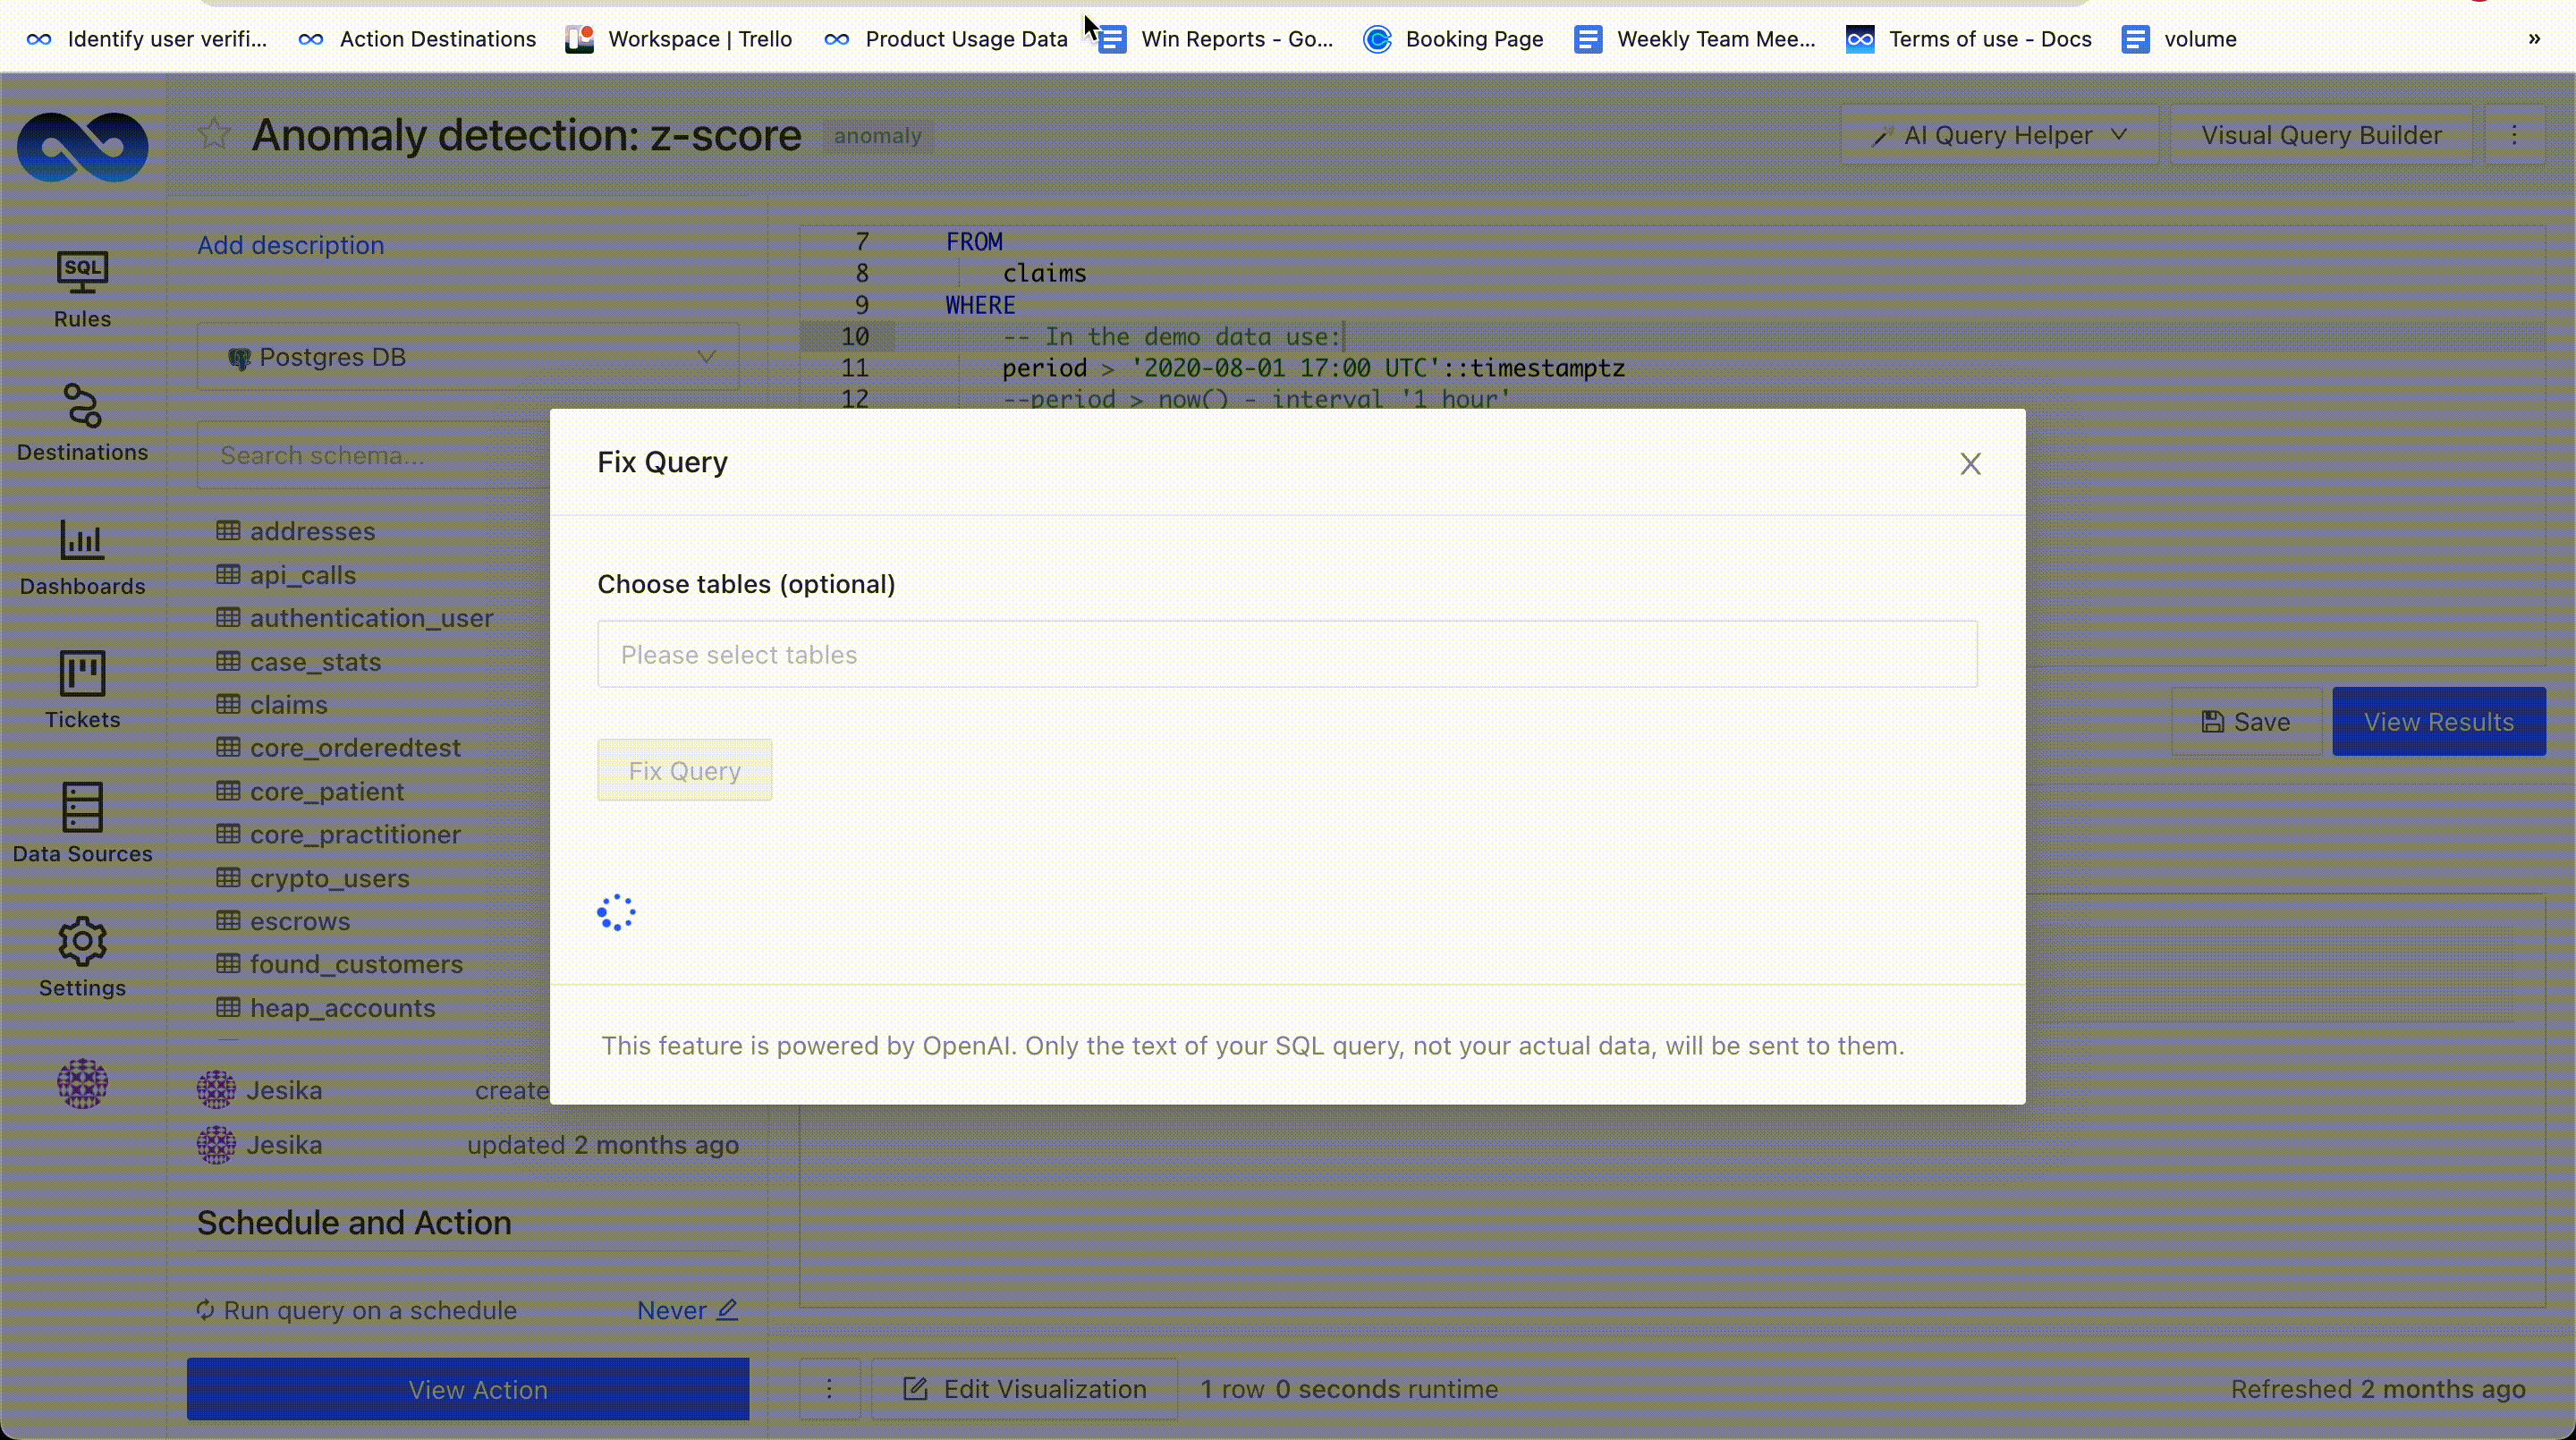 Identify user verifi...
Action Destinations
Workspace | Trello
Product Usage Data
Win Reports - Go...
Booking Page
Weekly Team Mee...
Terms of use - Docs
volume
»
Anomaly detection: z-score
anomaly
AI Query Helper
Visual Query Builder
SQL
Rules
Destinations
Dashboards
Tickets
Data Sources
Settings
Add description
Postgres DB
Search schema...
addresses
api_calls
authentication_user
case_stats
claims
core_orderedtest
core_patient
core_practitioner
crypto_users
escrows
found_customers
heap_accounts
Jesika create
Jesika updated 2 months ago
Schedule and Action
Run query on a schedule Never
View Action
7 FROM
8 claims
9 WHERE
10 -- In the demo data use:
11 period > '2020-08-01 17:00 UTC'::timestamptz
12 --period > now() - interval '1 hour'
Fix Query
Choose tables (optional)
Please select tables
Fix Query
This feature is powered by OpenAI. Only the text of your SQL query, not your actual data, will be sent to them.
Save
View Results
Edit Visualization
1 row 0 seconds runtime
Refreshed 2 months ago